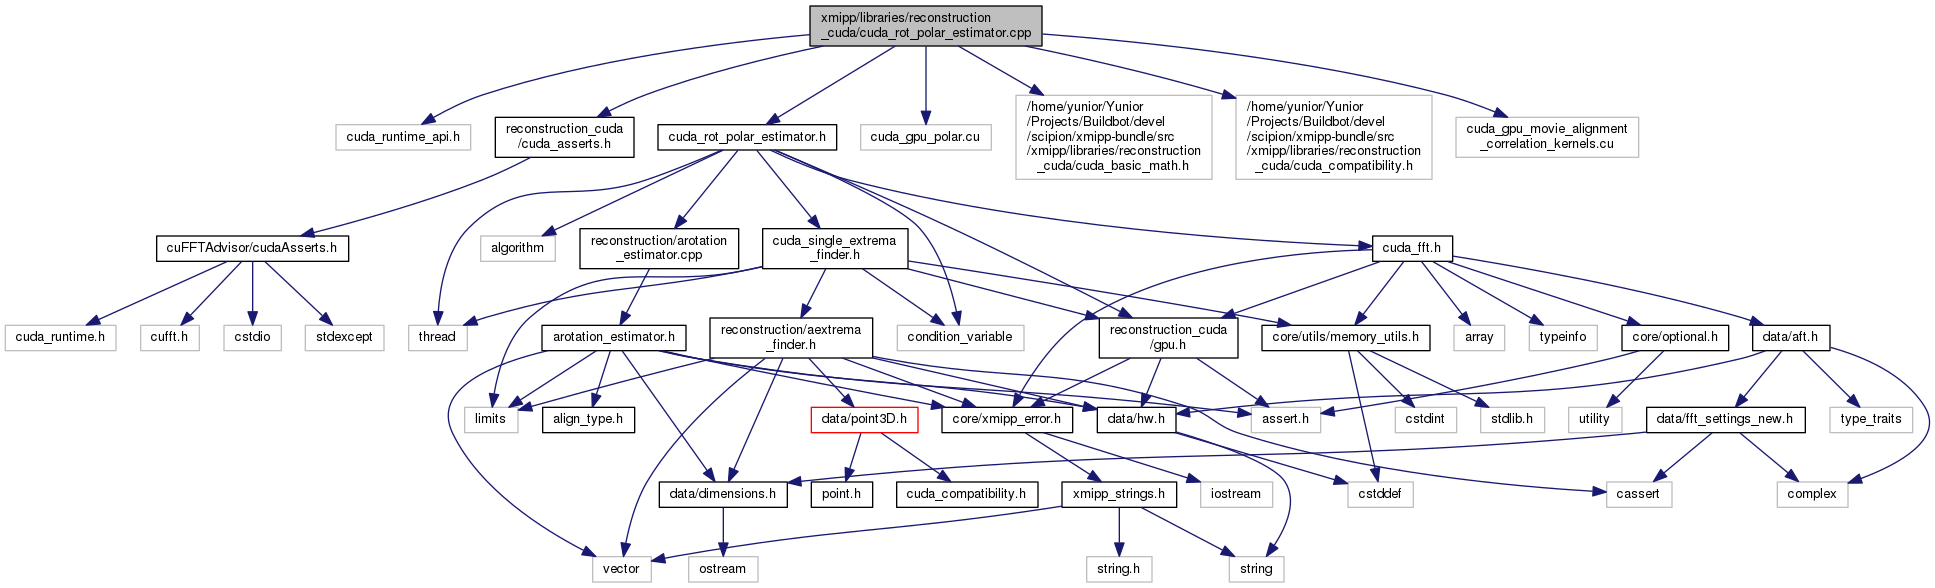 xmipp/libraries/reconstruction
_cuda/cuda_rot_polar_estimator.cpp
cuda_runtime_api.h
reconstruction_cuda
/cuda_asserts.h
cuda_rot_polar_estimator.h
cuda_gpu_polar.cu
/home/yunior/Yunior
/Projects/Buildbot/devel
/scipion/xmipp-bundle/src
/xmipp/libraries/reconstruction
_cuda/cuda_basic_math.h
/home/yunior/Yunior
/Projects/Buildbot/devel
/scipion/xmipp-bundle/src
/xmipp/libraries/reconstruction
_cuda/cuda_compatibility.h
cuda_gpu_movie_alignment
_correlation_kernels.cu
cuFFTAdvisor/cudaAsserts.h
algorithm
reconstruction/arotation
_estimator.cpp
cuda_single_extrema
_finder.h
cuda_fft.h
cuda_runtime.h
cufft.h
cstdio
stdexcept
thread
arotation_estimator.h
reconstruction/aextrema
_finder.h
condition_variable
reconstruction_cuda
/gpu.h
core/utils/memory_utils.h
array
typeinfo
core/optional.h
data/aft.h
limits
align_type.h
data/point3D.h
core/xmipp_error.h
data/hw.h
assert.h
cstdint
stdlib.h
utility
data/fft_settings_new.h
type_traits
data/dimensions.h
point.h
cuda_compatibility.h
xmipp_strings.h
iostream
cstddef
cassert
complex
vector
ostream
string.h
string